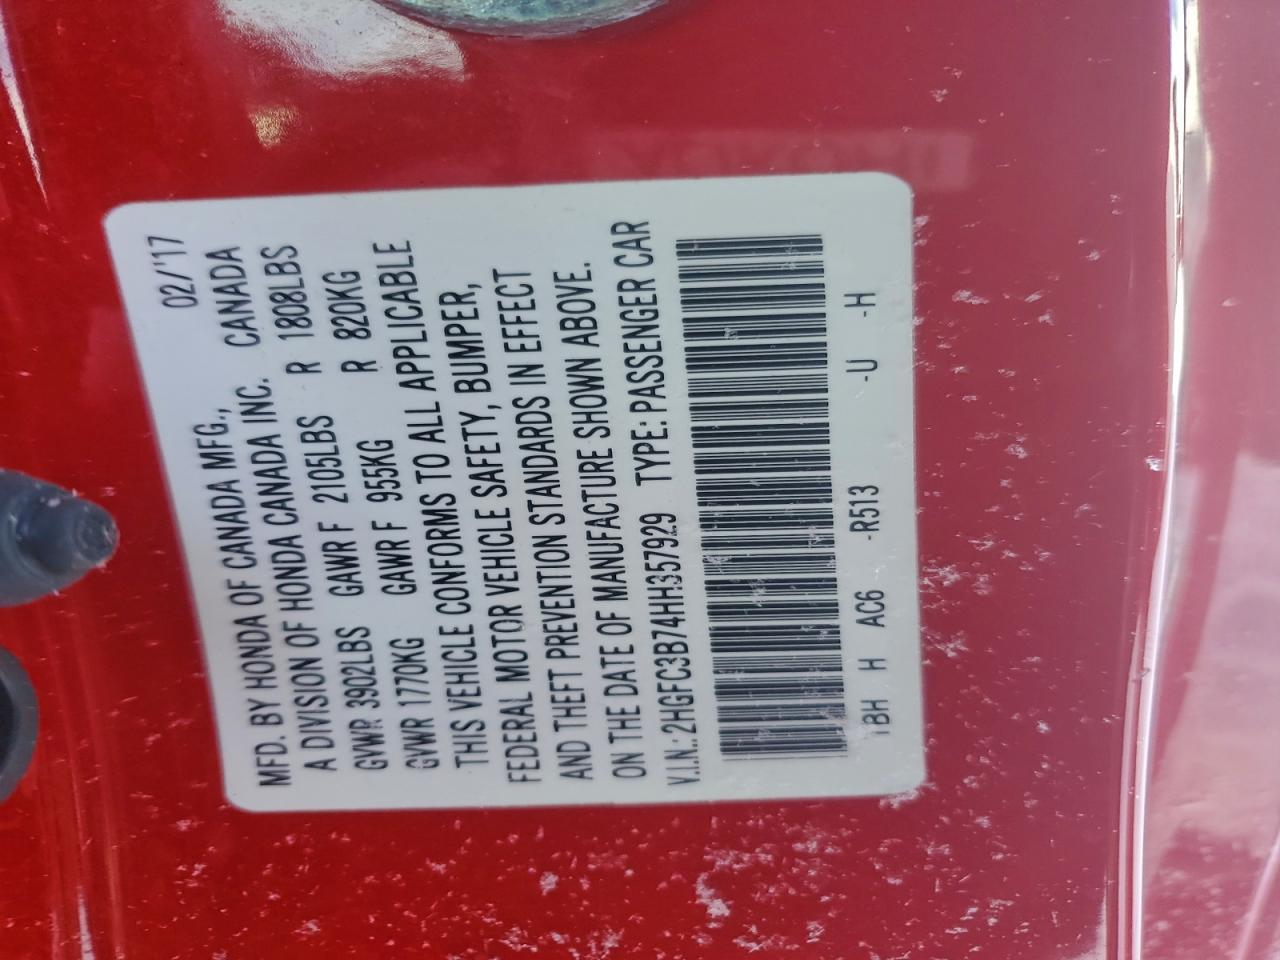 02/'17
MFD. BY HONDA OF CANADA MFG., CANADA
A DIVISION OF HONDA CANADA INC.
GVWR 3902LBS GAWR F 2105LBS R 1808LBS
GVWR 1770KG GAWR F 955KG R 820KG
THIS VEHICLE CONFORMS TO ALL APPLICABLE
FEDERAL MOTOR VEHICLE SAFETY, BUMPER,
AND THEFT PREVENTION STANDARDS IN EFFECT
ON THE DATE OF MANUFACTURE SHOWN ABOVE.
V.I.N.: 2HGFC3B74HH357929 TYPE: PASSENGER CAR
TBH H AC6 -R513 -U -H